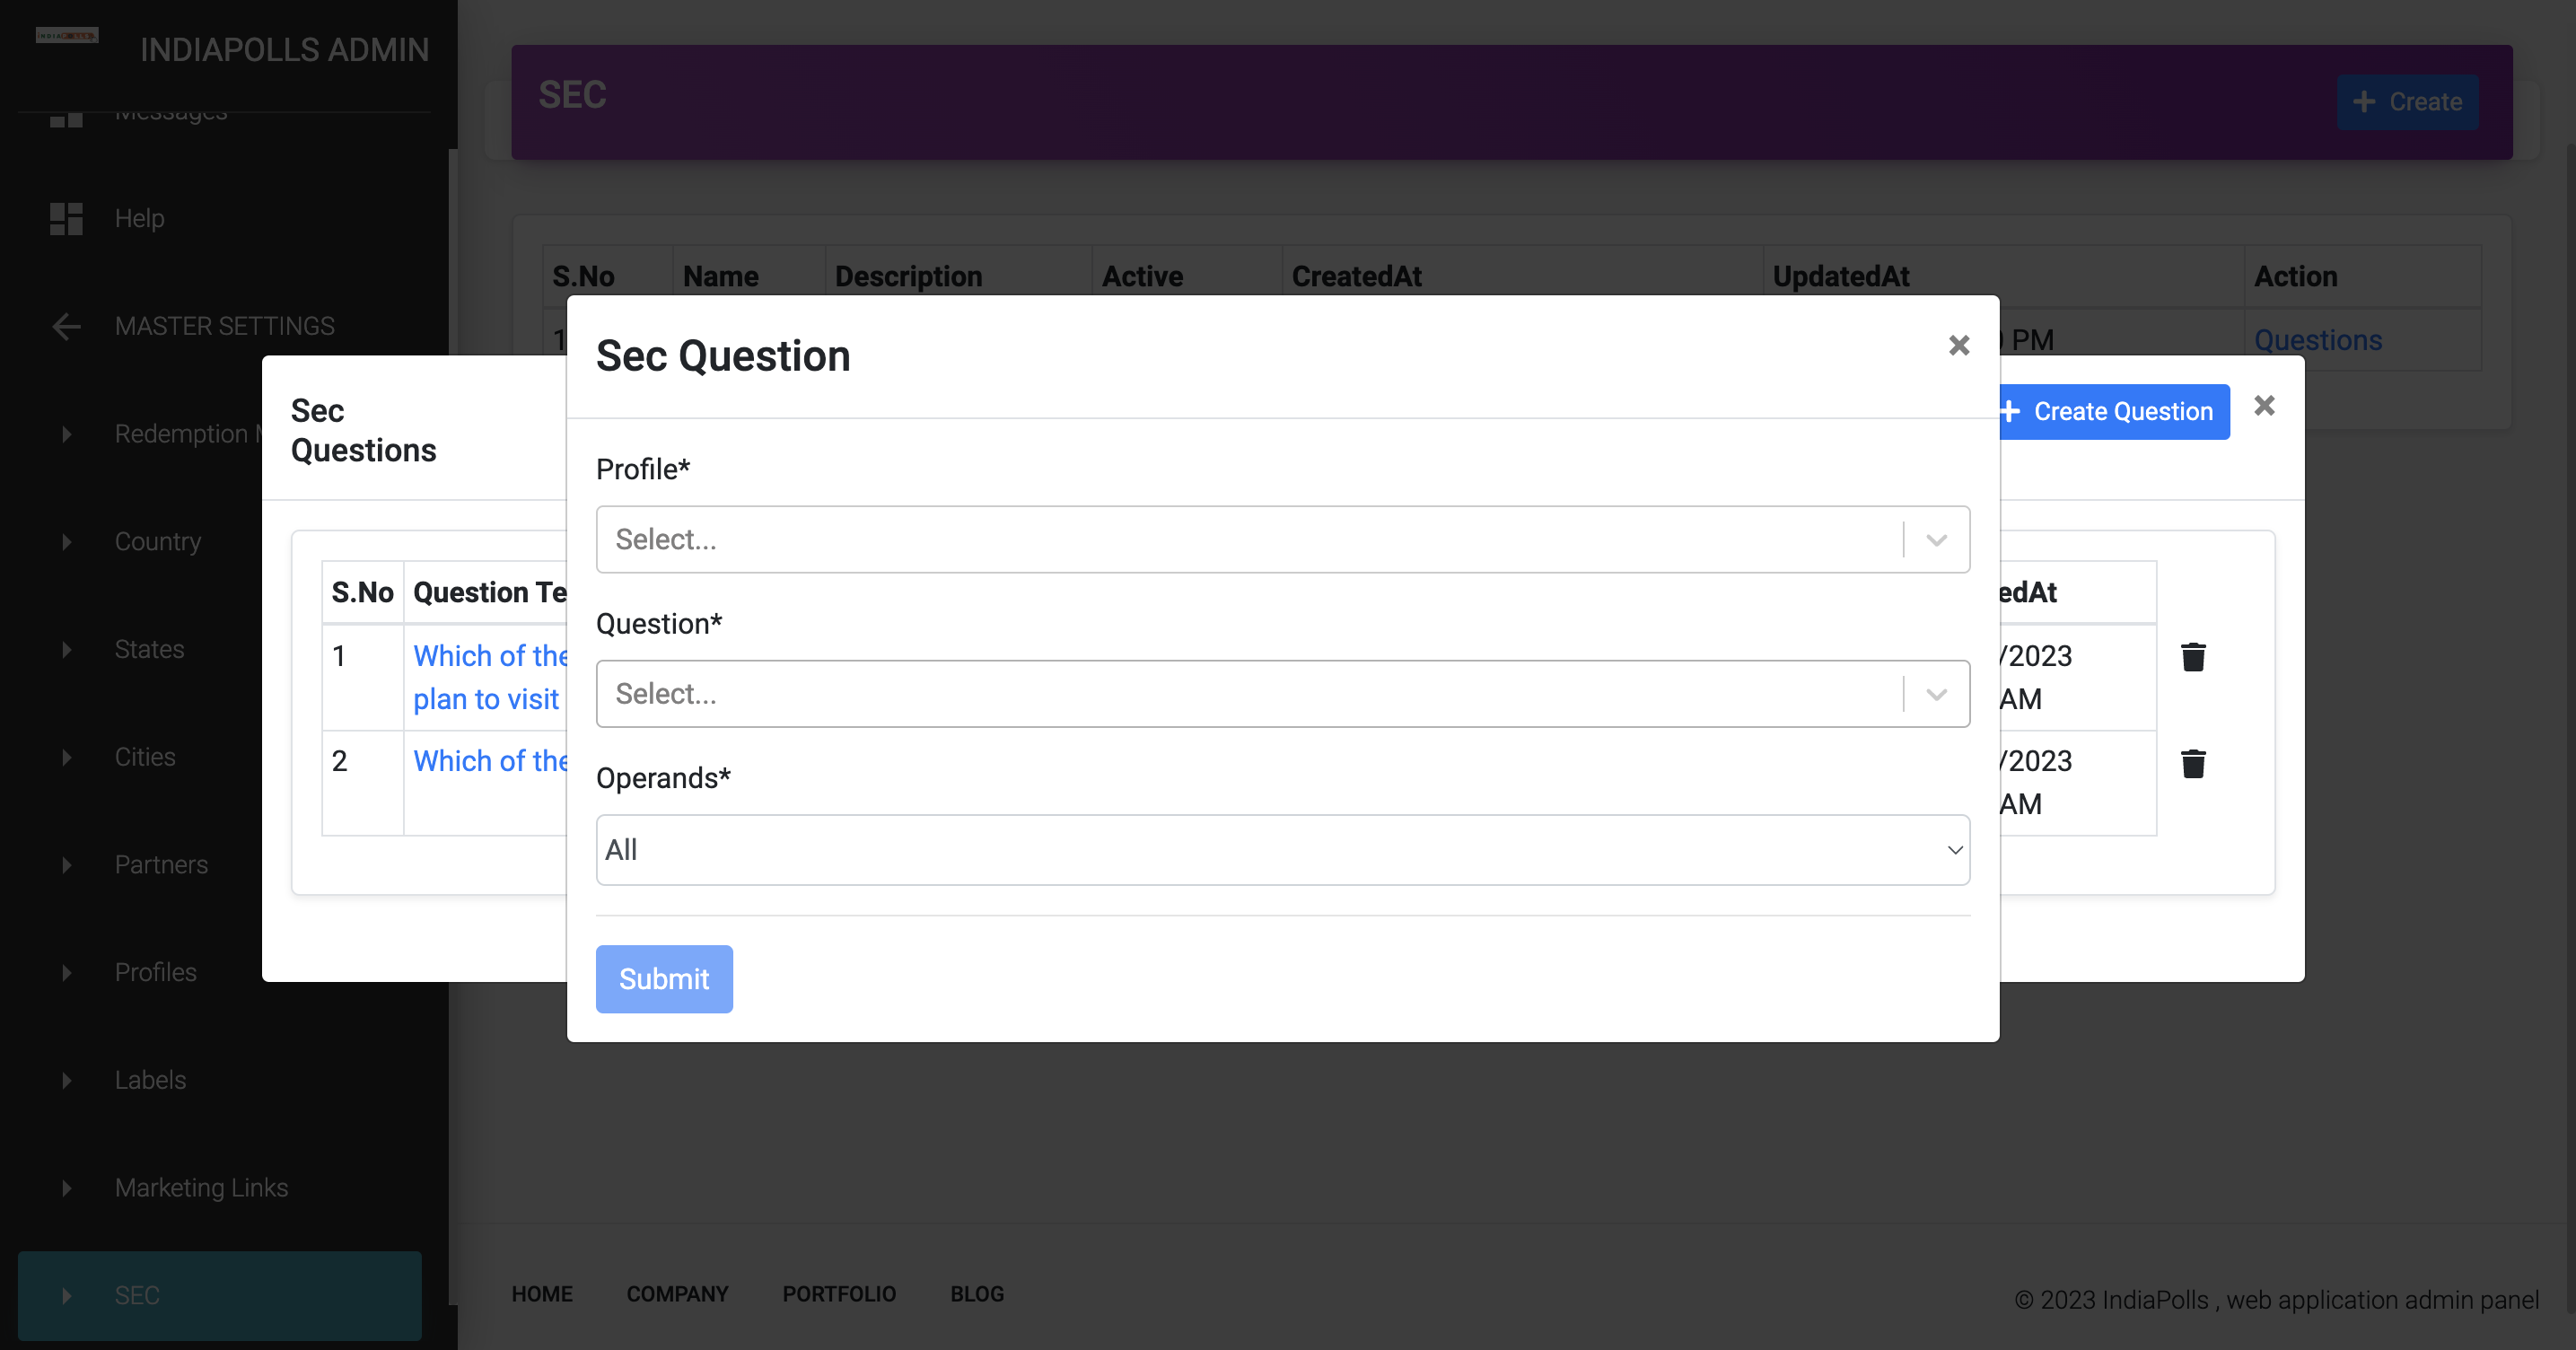 INDIAPOLLS ADMIN
Messages
Help
MASTER SETTINGS
Redemption
Country
States
Cities
Partners
Profiles
Labels
Marketing Links
SEC
SEC
Create
S.No Name Description Active CreatedAt UpdatedAt Action
1 PM Questions
Sec
Questions
Create Question
S.No Question Te edAt
1 Which of the /2023
plan to visit AM
2 Which of the /2023
AM
Sec Question
Profile*
Select...
Question*
Select...
Operands*
All
Submit
HOME COMPANY PORTFOLIO BLOG
© 2023 IndiaPolls , web application admin panel